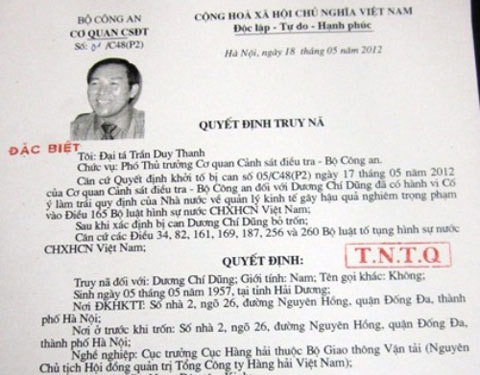 BỘ CÔNG AN
CƠ QUAN CSĐT
Số: 01 /C48(P2)
CỘNG HOÀ XÃ HỘI CHỦ NGHĨA VIỆT NAM
Độc lập - Tự do - Hạnh phúc
Hà Nội, ngày 18 tháng 05 năm 2012
QUYẾT ĐỊNH TRUY NÃ
ĐẶC BIỆT
Tôi: Đại tá Trần Duy Thanh
Chức vụ: Phó Thủ trưởng Cơ quan Cảnh sát điều tra - Bộ Công an.
Căn cứ Quyết định khởi tố bị can số 05/C48(P2) ngày 17 tháng 05 năm 2012
của Cơ quan Cảnh sát điều tra - Bộ Công an đối với Dương Chí Dũng đã có hành vi Cố
ý làm trái quy định của Nhà nước về quản lý kinh tế gây hậu quả nghiêm trọng phạm
vào Điều 165 Bộ luật hình sự nước CHXHCN Việt Nam;
Sau khi xác định bị can Dương Chí Dũng bỏ trốn;
Căn cứ các Điều 34, 82, 161, 169, 187, 256 và 260 Bộ luật tố tụng hình sự nước
CHXHCN Việt Nam;
QUYẾT ĐỊNH:
T.N.T.Q
Truy nã đối với: Dương Chí Dũng; Giới tính: Nam; Tên gọi khác: Không;
Sinh ngày 05 tháng 05 năm 1957, tại tỉnh Hải Dương;
Nơi ĐKHKTT: Số nhà 2, ngõ 26, đường Nguyên Hồng, quận Đống Đa, thành
phố Hà Nội;
Nơi ở trước khi trốn: Số nhà 2, ngõ 26, đường Nguyên Hồng, quận Đống Đa,
thành phố Hà Nội;
Nghề nghiệp: Cục trưởng Cục Hàng hải thuộc Bộ Giao thông Vận tải (Nguyên
Chủ tịch Hội đồng quản trị Tổng Công ty Hàng hải Việt Nam);